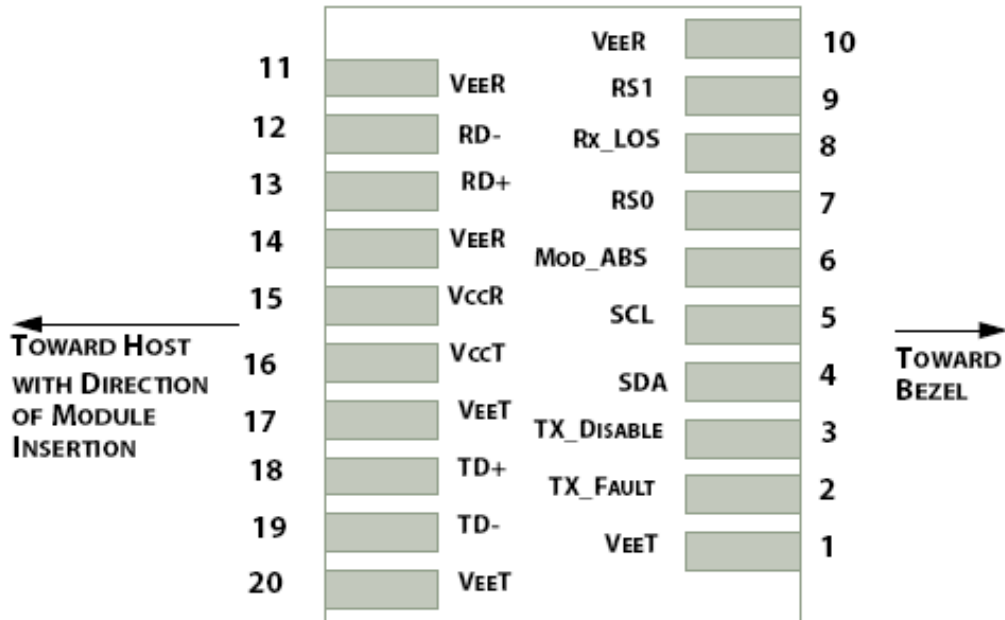 11 VEER
12 RD-
13 RD+
14 VEER
15 VCCR
16 VCCT
17 VEET
18 TD+
19 TD-
20 VEET
VEER 10
RS1 9
RX_LOS 8
RS0 7
MOD_ABS 6
SCL 5
SDA 4
TX_DISABLE 3
TX_FAULT 2
VEET 1
TOWARD HOST
WITH DIRECTION
OF MODULE
INSERTION
TOWARD
BEZEL